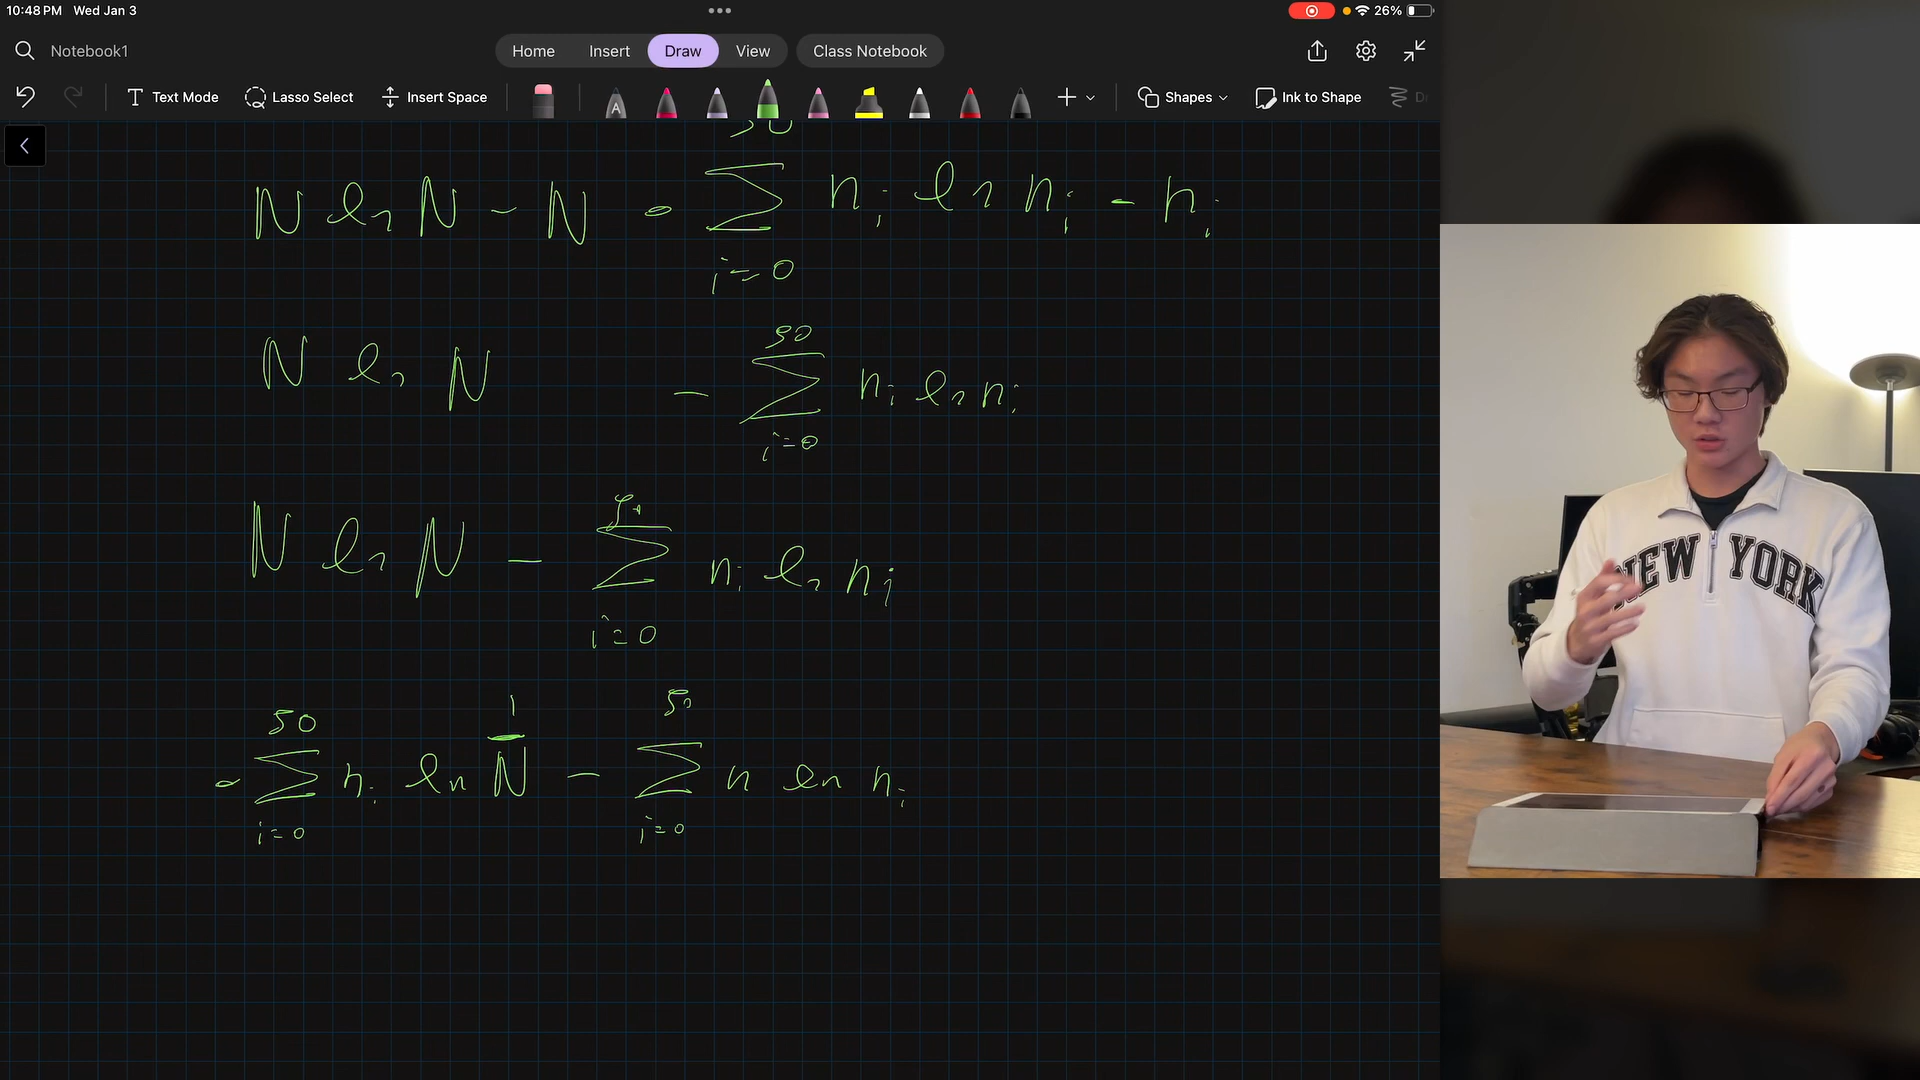 10:48 PM Wed Jan 3
26%
Notebook1
Home Insert Draw View Class Notebook
Text Mode Lasso Select Insert Space A Shapes Ink to Shape
50
N ln N - N - ∑ n_i ln n_i - n_i
i=0
50
N ln N - ∑ n_i ln n_i
i=0
N ln N - ∑ n_i ln n_i
i=0
50 1 50
- ∑ n_i ln N - ∑ n ln n_i
i=0 i=0
NEW YORK